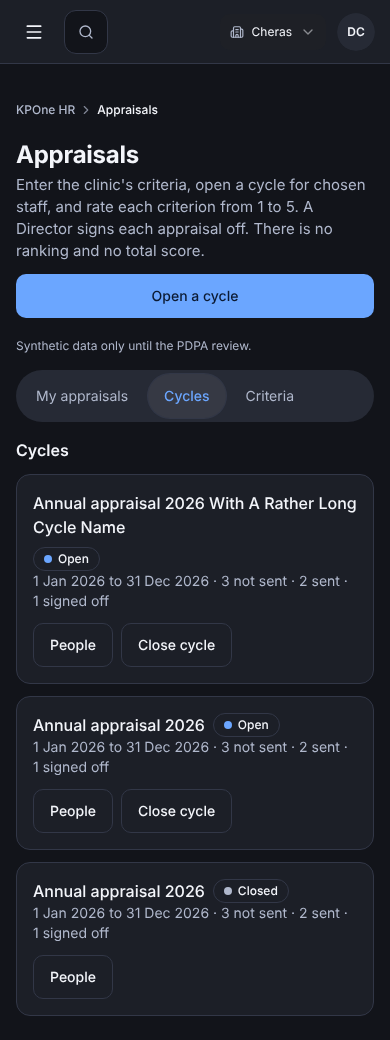 Cheras
DC
KPOne HR > Appraisals
Appraisals
Enter the clinic's criteria, open a cycle for chosen
staff, and rate each criterion from 1 to 5. A
Director signs each appraisal off. There is no
ranking and no total score.
Open a cycle
Synthetic data only until the PDPA review.
My appraisals Cycles Criteria
Cycles
Annual appraisal 2026 With A Rather Long
Cycle Name
Open
1 Jan 2026 to 31 Dec 2026 · 3 not sent · 2 sent ·
1 signed off
People Close cycle
Annual appraisal 2026 Open
1 Jan 2026 to 31 Dec 2026 · 3 not sent · 2 sent ·
1 signed off
People Close cycle
Annual appraisal 2026 Closed
1 Jan 2026 to 31 Dec 2026 · 3 not sent · 2 sent ·
1 signed off
People